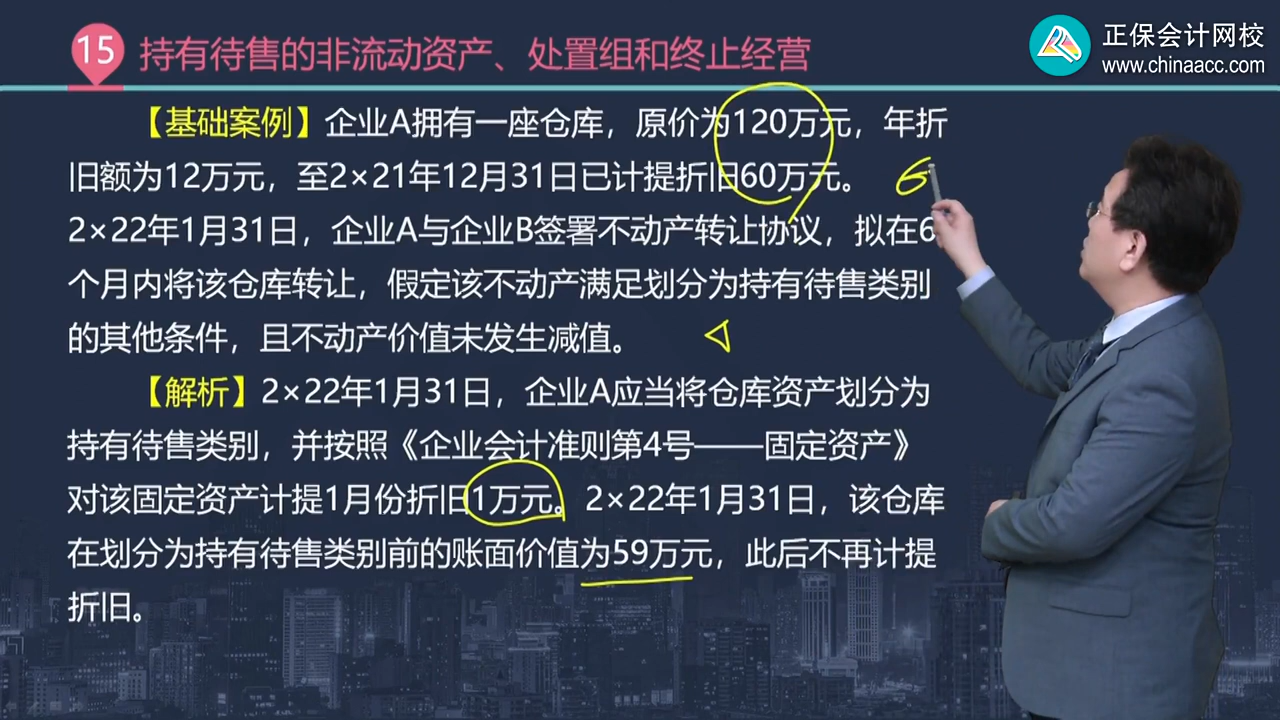 15 持有待售的非流动资产、处置组和终止经营
正保会计网校
www.chinaacc.com
【基础案例】企业A拥有一座仓库，原价为120万元，年折
旧额为12万元，至2×21年12月31日已计提折旧60万元。
6
2×22年1月31日，企业A与企业B签署不动产转让协议，拟在6
个月内将该仓库转让，假定该不动产满足划分为持有待售类别
的其他条件，且不动产价值未发生减值。
【解析】2×22年1月31日，企业A应当将仓库资产划分为
持有待售类别，并按照《企业会计准则第4号——固定资产》
对该固定资产计提1月份折旧1万元。2×22年1月31日，该仓库
在划分为持有待售类别前的账面价值为59万元，此后不再计提
折旧。